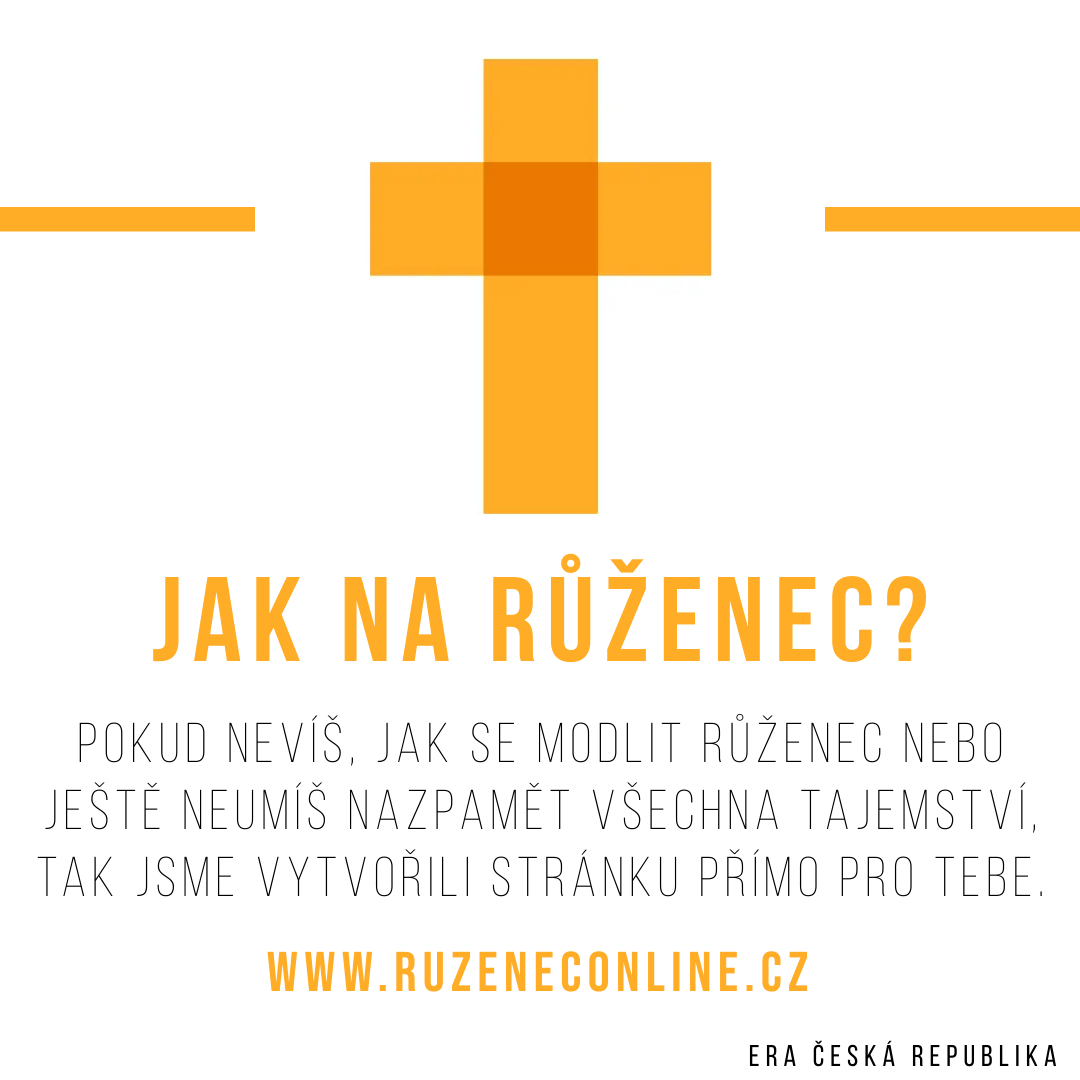 JAK NA RŮŽENEC?
POKUD NEVÍŠ, JAK SE MODLIT RŮŽENEC NEBO
JEŠTĚ NEUMÍŠ NAZPAMĚT VŠECHNA TAJEMSTVÍ,
TAK JSME VYTVOŘILI STRÁNKU PŘÍMO PRO TEBE.
WWW.RUZENECONLINE.CZ
ERA ČESKÁ REPUBLIKA